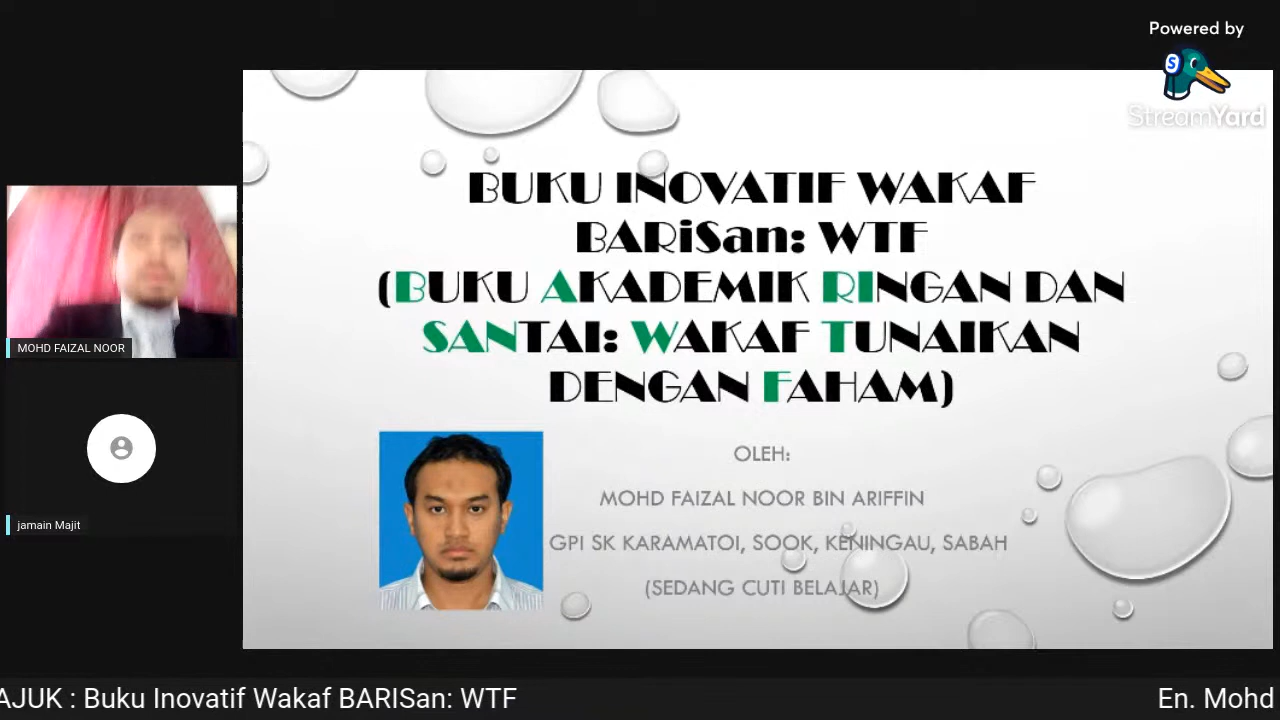 Powered by
StreamYard
BUKU INOVATIF WAKAF
BARiSan: WTF
(BUKU AKADEMIK RINGAN DAN
SANTAI: WAKAF TUNAIKAN
DENGAN FAHAM)
OLEH:
MOHD FAIZAL NOOR BIN ARIFFIN
GPI SK KARAMATOI, SOOK, KENINGAU, SABAH
(SEDANG CUTI BELAJAR)
MOHD FAIZAL NOOR
jamain Majit
AJUK : Buku Inovatif Wakaf BARISan: WTF
En. Mohd